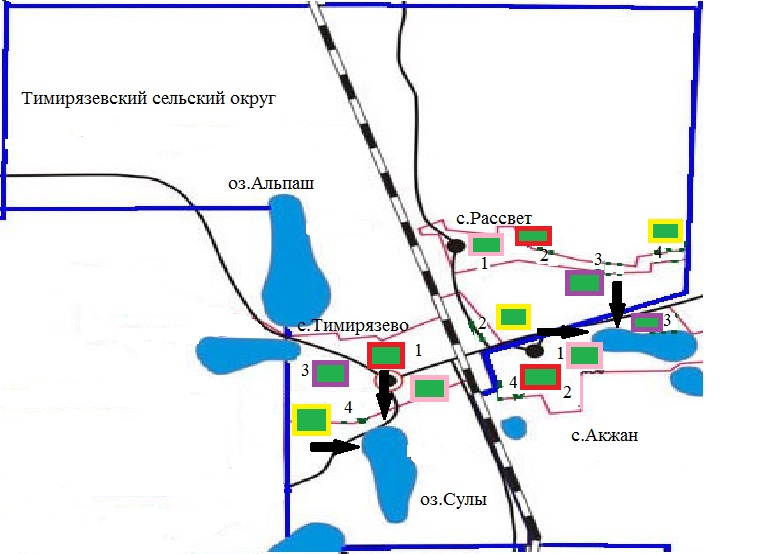 Тимирязевский сельский округ
оз.Альпаш
с.Рассвет
1
2
3
4
с.Тимирязево
1
2
3
4
1
2
3
4
с.Акжан
оз.Сулы